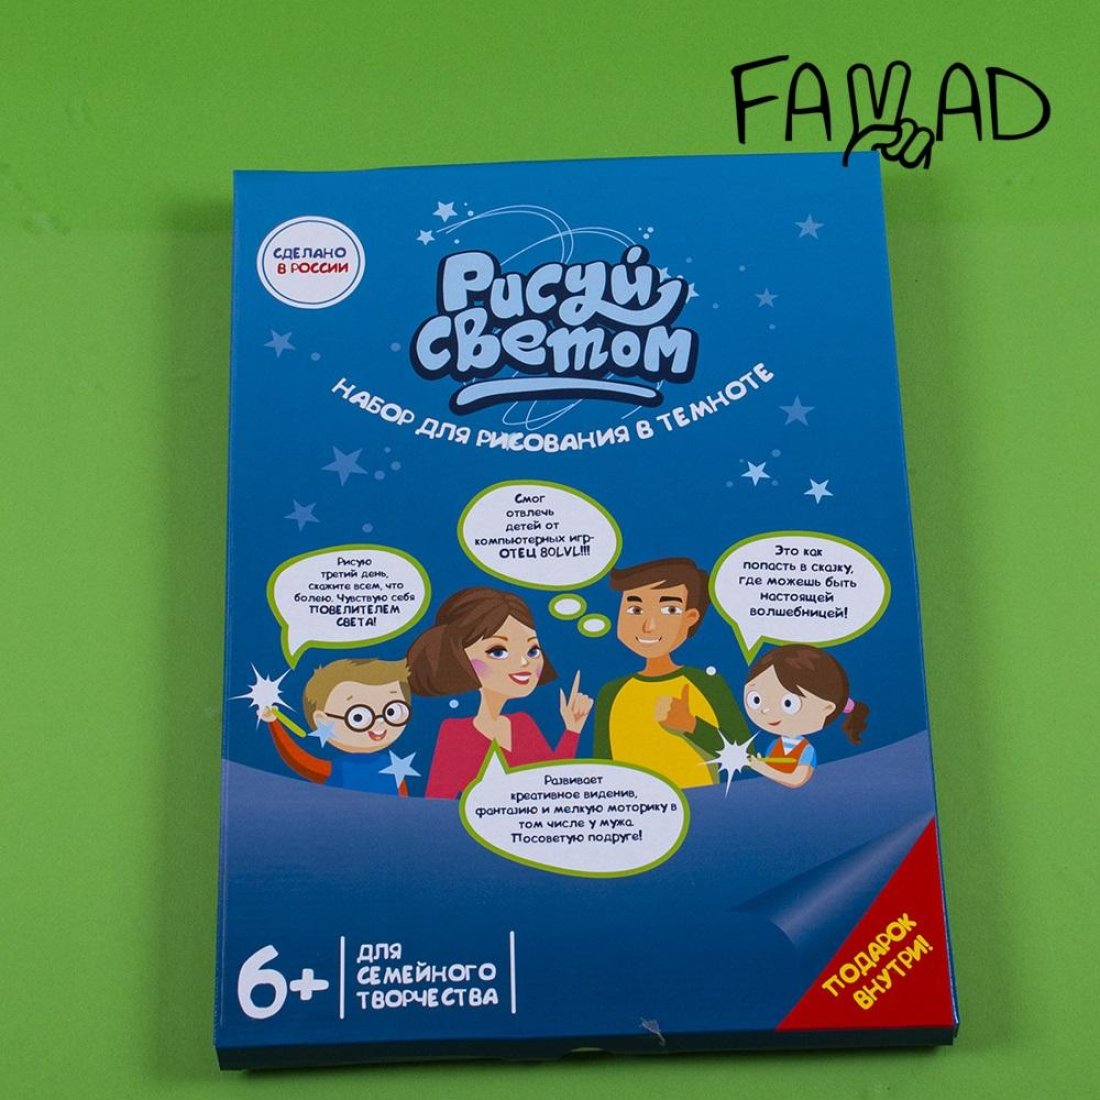 FAMAD
СДЕЛАНО
В РОССИИ
Рисуй
светом
НАБОР ДЛЯ РИСОВАНИЯ В ТЕМНОТЕ
Смог
отвлечь
детей от
компьютерных игр-
ОТЕЦ 80LVL!!!
Рисую
третий день,
скажите всем, что
болею. Чувствую себя
ПОВЕЛИТЕЛЕМ
СВЕТА!
Это как
попасть в сказку,
где можешь быть
настоящей
волшебницей!
Развивает
креативное виденив,
фантазию и мелкую моторику в
том числе у мужа.
Посоветую подруге!
6+
ДЛЯ
СЕМЕЙНОГО
ТВОРЧЕСТВА
ПОДАРОК
ВНУТРИ!